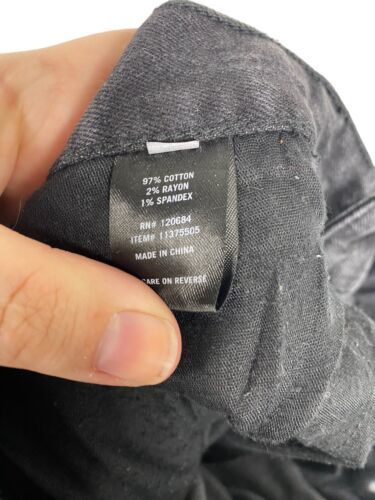 97% COTTON
2% RAYON
1% SPANDEX
RN# 120684
ITEM# 11375505
MADE IN CHINA
CARE ON REVERSE